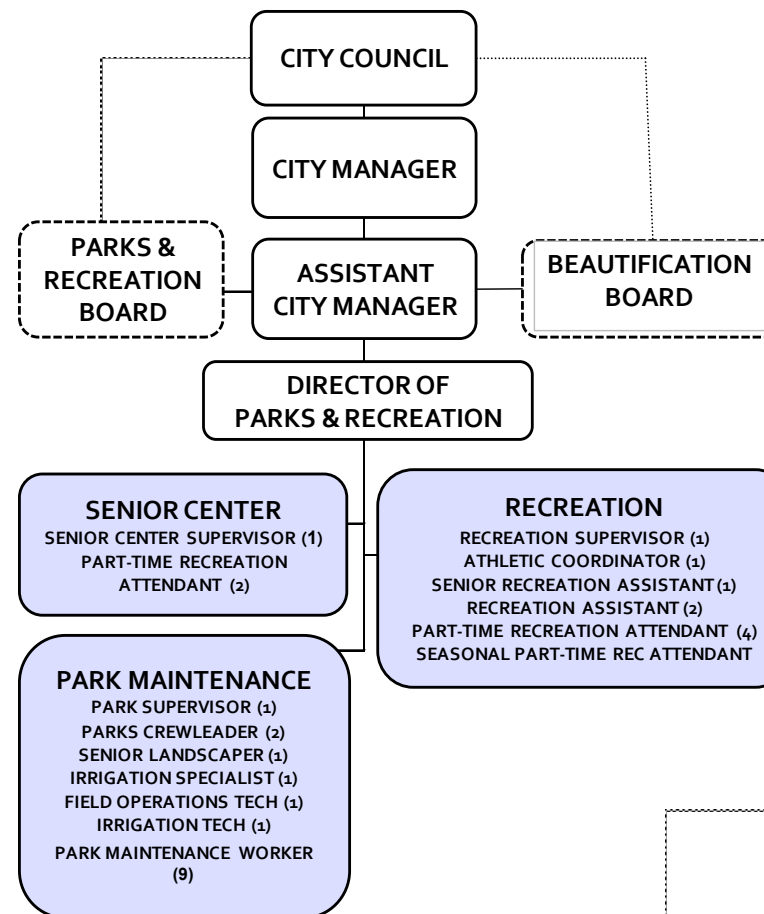 CITY COUNCIL
CITY MANAGER
PARKS &
RECREATION
BOARD
ASSISTANT
CITY MANAGER
BEAUTIFICATION
BOARD
DIRECTOR OF
PARKS & RECREATION
SENIOR CENTER
SENIOR CENTER SUPERVISOR (1)
PART-TIME RECREATION
ATTENDANT (2)
RECREATION
RECREATION SUPERVISOR (1)
ATHLETIC COORDINATOR (1)
SENIOR RECREATION ASSISTANT (1)
RECREATION ASSISTANT (2)
PART-TIME RECREATION ATTENDANT (4)
SEASONAL PART-TIME REC ATTENDANT
PARK MAINTENANCE
PARK SUPERVISOR (1)
PARKS CREWLEADER (2)
SENIOR LANDSCAPER (1)
IRRIGATION SPECIALIST (1)
FIELD OPERATIONS TECH (1)
IRRIGATION TECH (1)
PARK MAINTENANCE WORKER
(9)